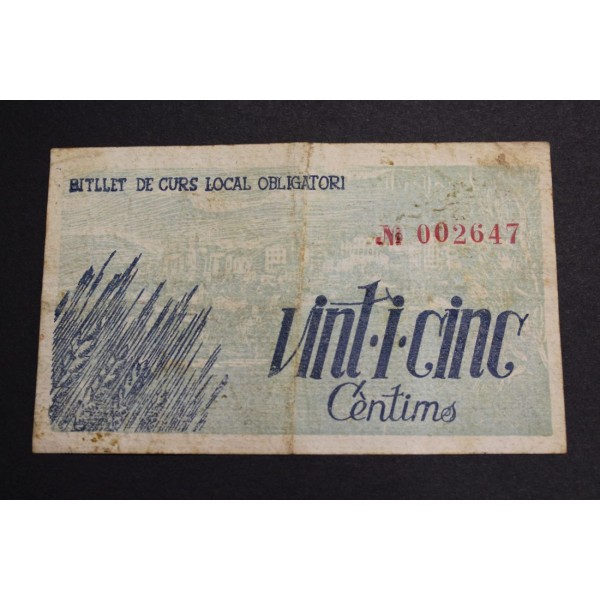 BITLLET DE CURS LOCAL OBLIGATORI
№ 002647
Vint·i·cinc
Cèntims